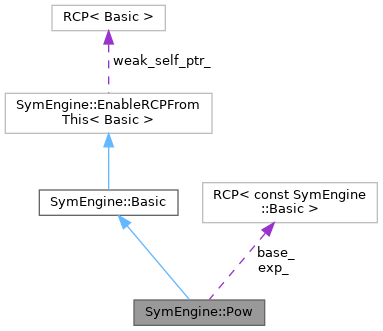 RCP< Basic >
weak_self_ptr_
SymEngine::EnableRCPFrom
This< Basic >
SymEngine::Basic
RCP< const SymEngine
::Basic >
base_
exp_
SymEngine::Pow